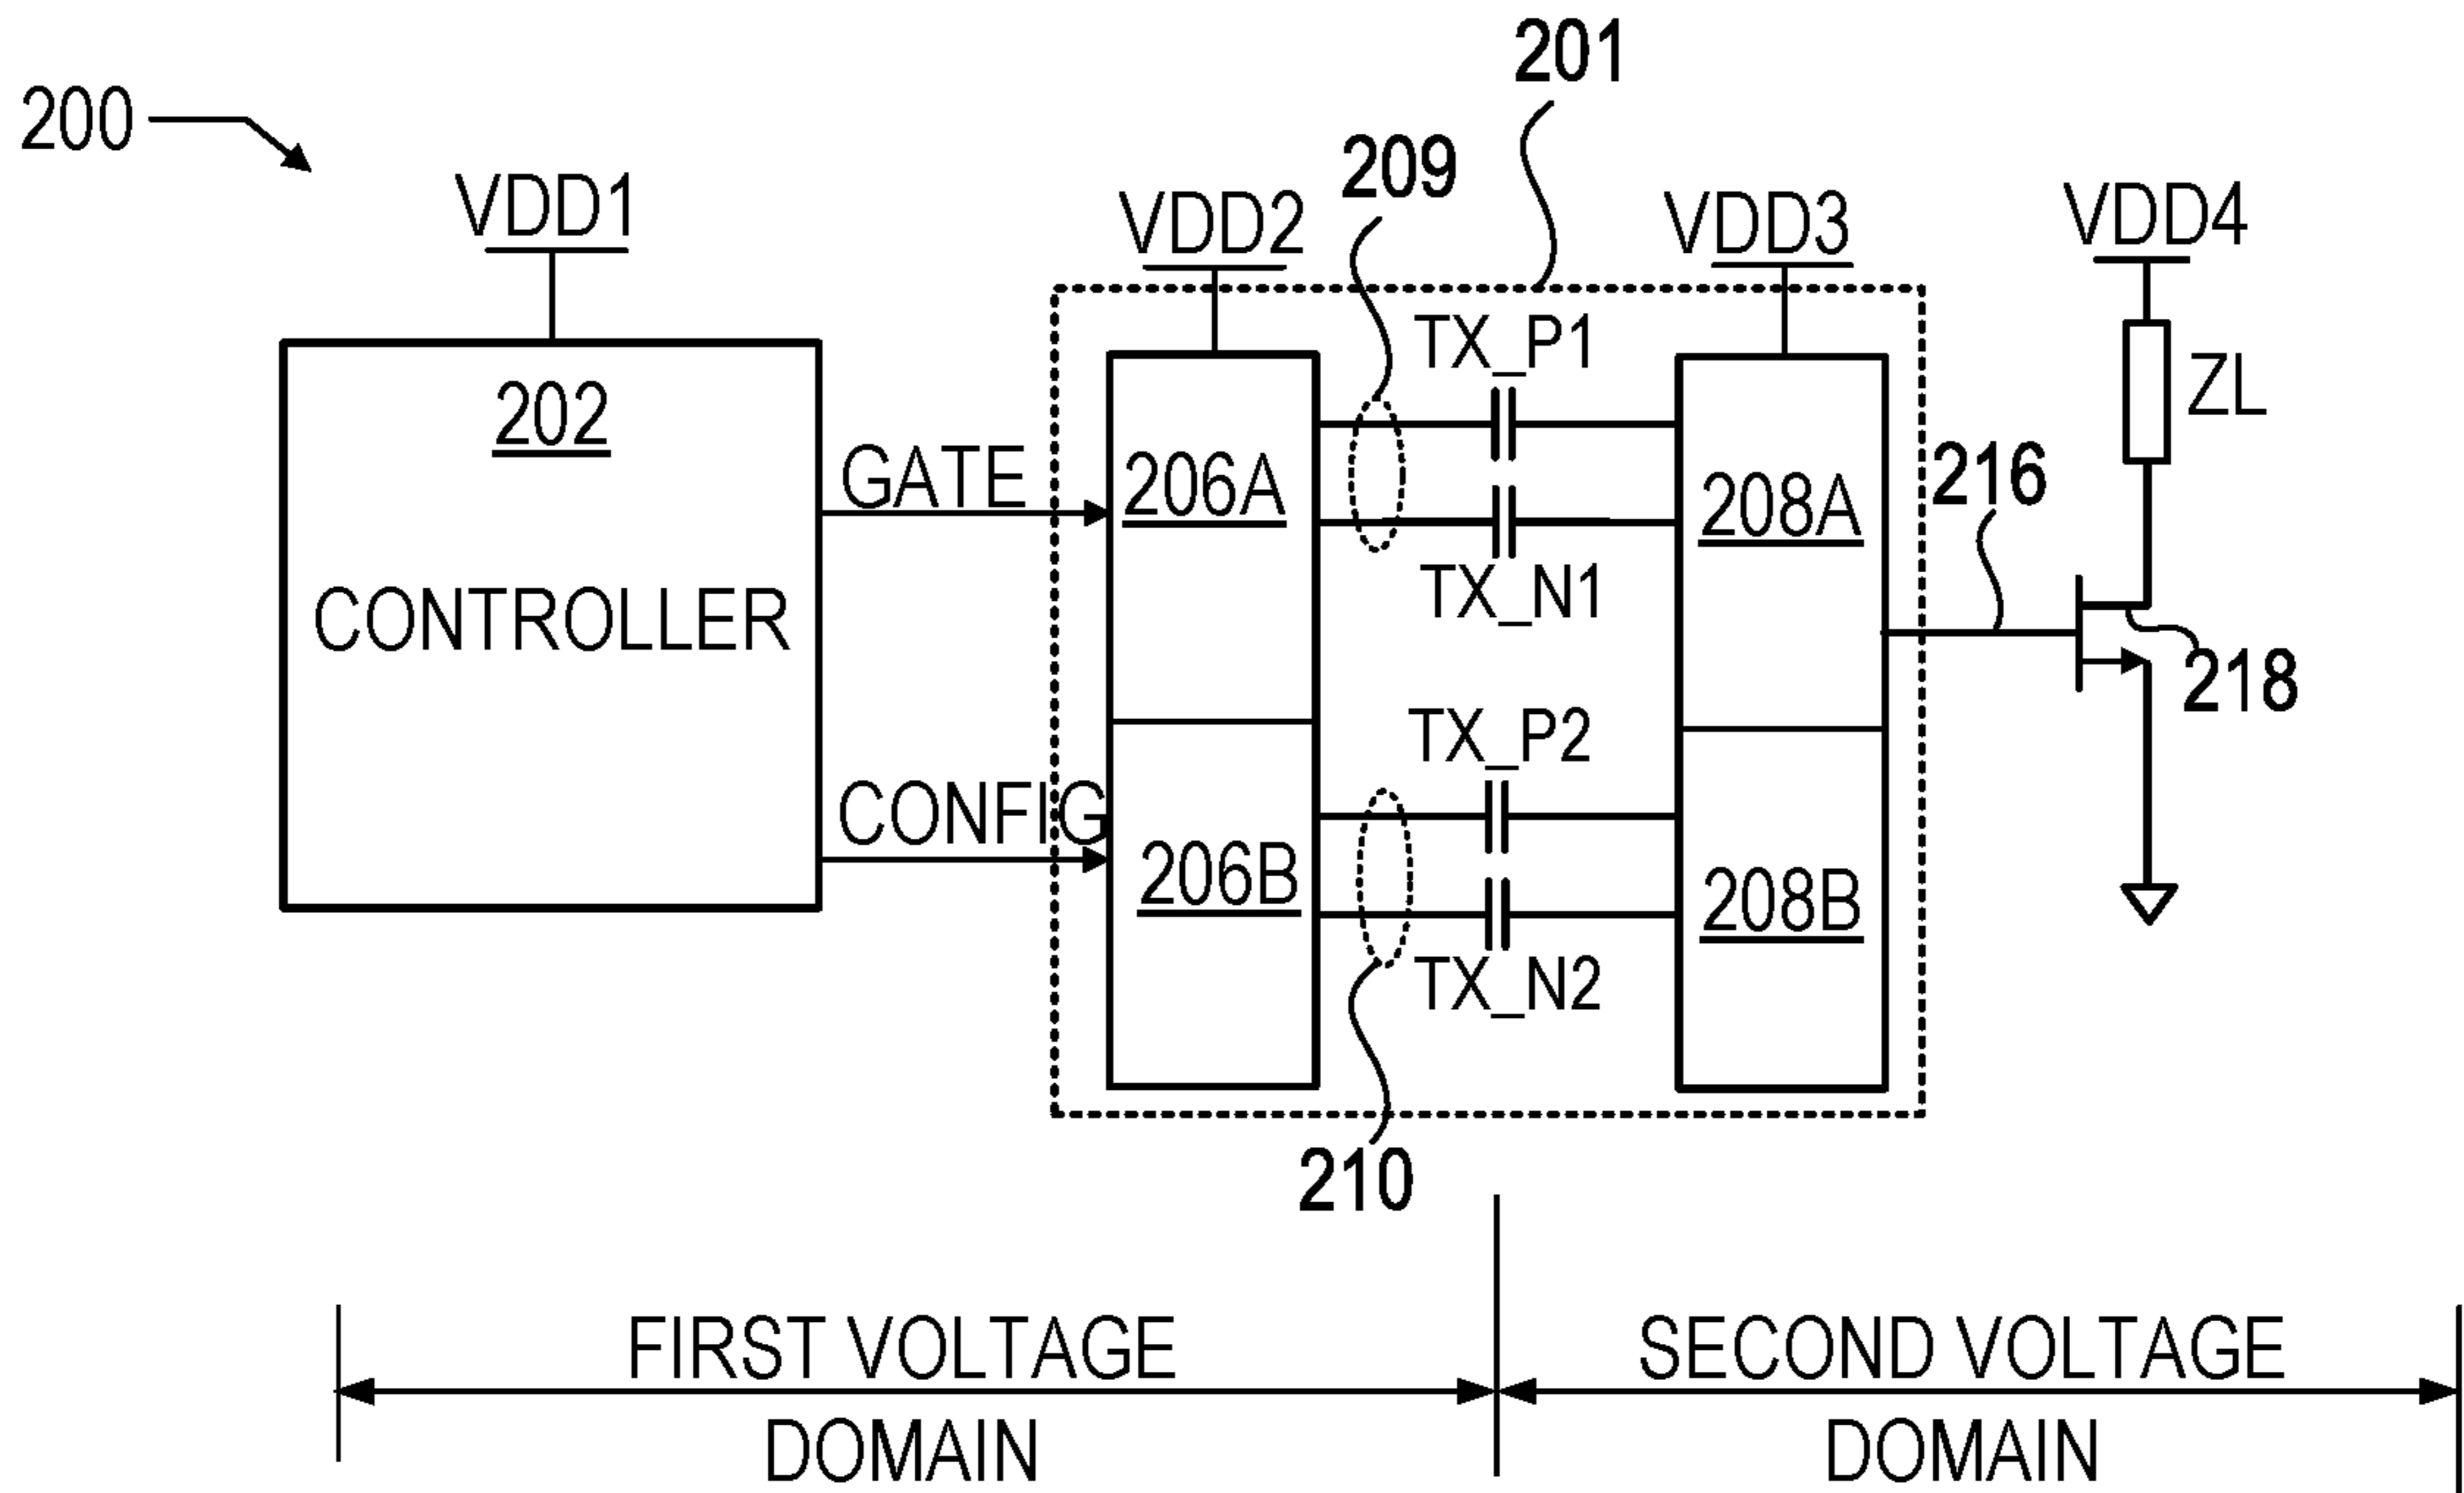 201
200
209
VDD1
VDD2
VDD3
VDD4
TX_P1
ZL
202
GATE
206A
208A
216
TX_N1
CONTROLLER
218
TX_P2
CONFIG
206B
208B
TX_N2
210
FIRST VOLTAGE
DOMAIN
SECOND VOLTAGE
DOMAIN